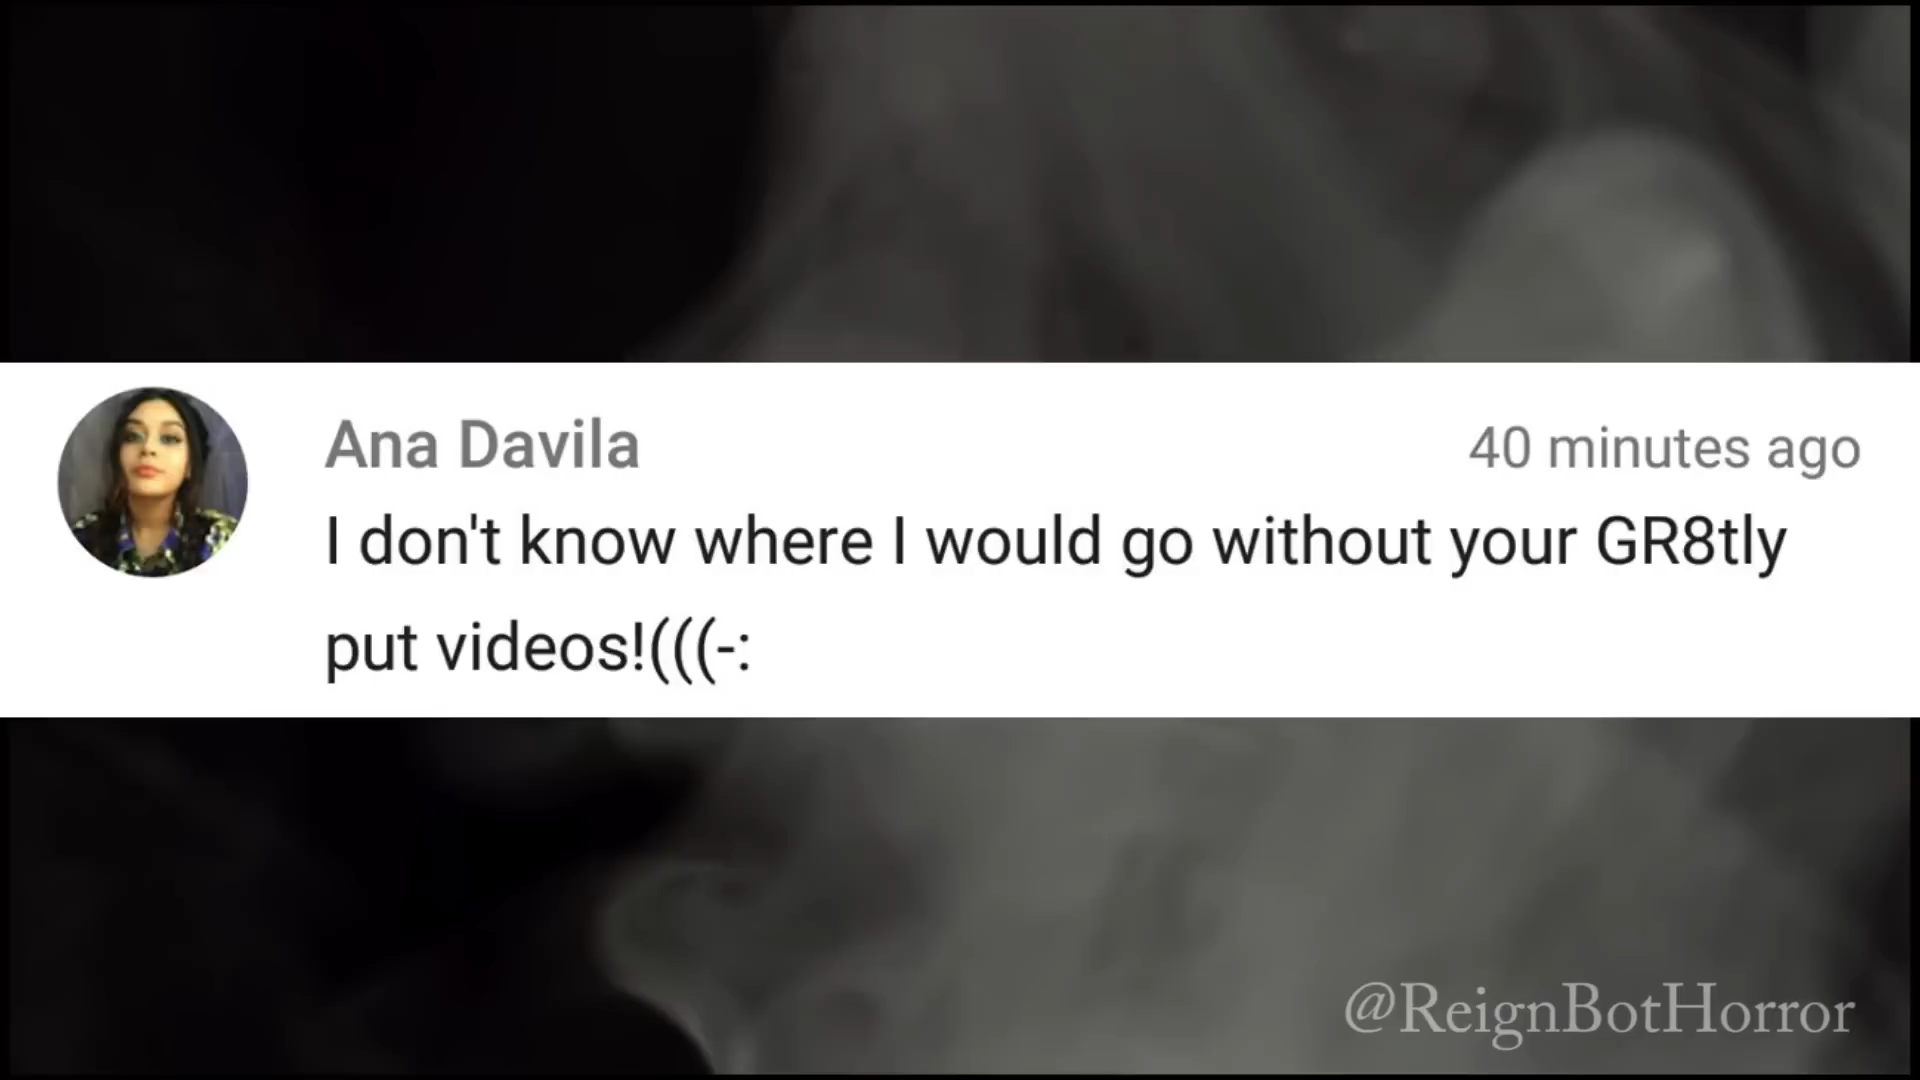 Ana Davila
40 minutes ago
I don't know where I would go without your GR8tly
put videos!(((-:
@ReignBotHorror